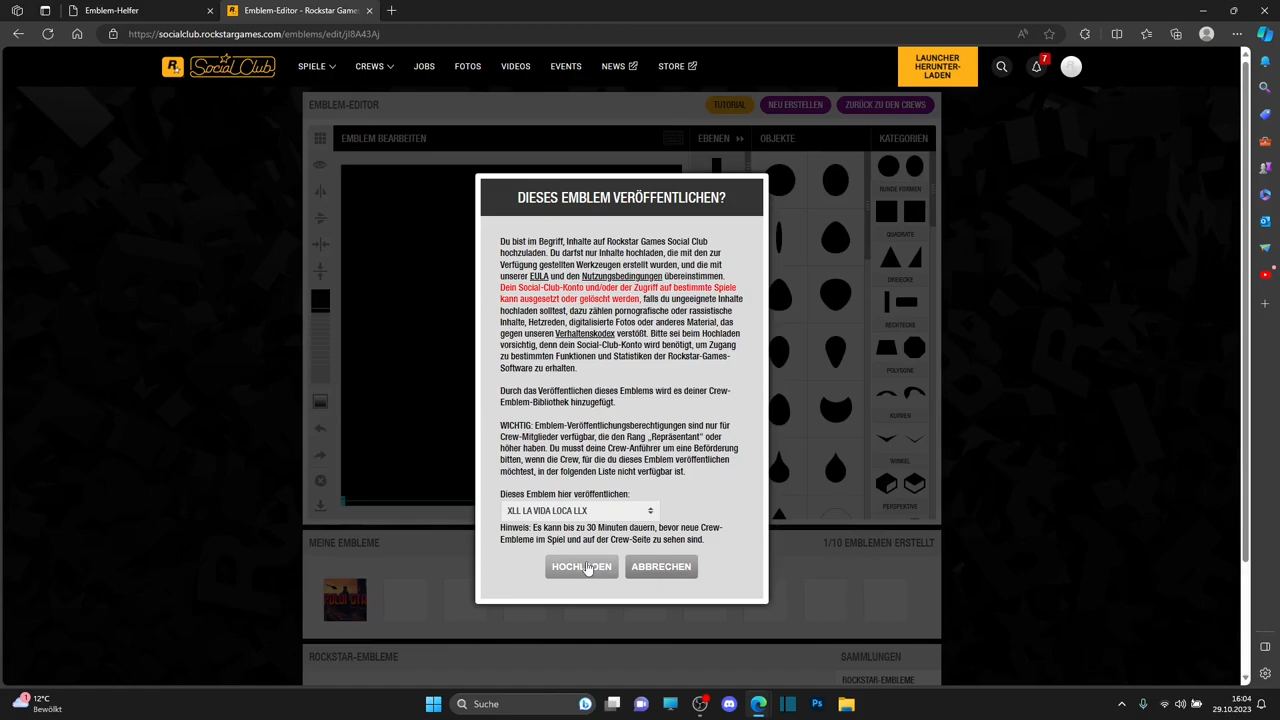 Emblem-Helfer
Emblem-Editor - Rockstar Games
https://socialclub.rockstargames.com/emblems/edit/jI8A43Aj
SPIELE
CREWS
JOBS
FOTOS
VIDEOS
EVENTS
NEWS
STORE
LAUNCHER
HERUNTER-
LADEN
7
EMBLEM-EDITOR
TUTORIAL
NEU ERSTELLEN
ZURÜCK ZU DEN CREWS
EMBLEM BEARBEITEN
EBENEN
OBJEKTE
KATEGORIEN
RUNDE FORMEN
QUADRATE
DREIECKE
RECHTECKE
POLYGONE
KURVEN
WINKEL
PERSPEKTIVE
DIESES EMBLEM VERÖFFENTLICHEN?
Du bist im Begriff, Inhalte auf Rockstar Games Social Club
hochzuladen. Du darfst nur Inhalte hochladen, die mit den zur
Verfügung gestellten Werkzeugen erstellt wurden, und die mit
unserer EULA und den Nutzungsbedingungen übereinstimmen.
Dein Social-Club-Konto und/oder der Zugriff auf bestimmte Spiele
kann ausgesetzt oder gelöscht werden, falls du ungeeignete Inhalte
hochladen solltest, dazu zählen pornografische oder rassistische
Inhalte, Hetzreden, digitalisierte Fotos oder anderes Material, das
gegen unseren Verhaltenskodex verstößt. Bitte sei beim Hochladen
vorsichtig, denn dein Social-Club-Konto wird benötigt, um Zugang
zu bestimmten Funktionen und Statistiken der Rockstar-Games-
Software zu erhalten.
Durch das Veröffentlichen dieses Emblems wird es deiner Crew-
Emblem-Bibliothek hinzugefügt.
WICHTIG: Emblem-Veröffentlichungsberechtigungen sind nur für
Crew-Mitglieder verfügbar, die den Rang „Repräsentant“ oder
höher haben. Du musst deine Crew-Anführer um eine Beförderung
bitten, wenn die Crew, für die du dieses Emblem veröffentlichen
möchtest, in der folgenden Liste nicht verfügbar ist.
Dieses Emblem hier veröffentlichen:
XLL LA VIDA LOCA LLX
Hinweis: Es kann bis zu 30 Minuten dauern, bevor neue Crew-
Embleme im Spiel und auf der Crew-Seite zu sehen sind.
HOCHLADEN
ABBRECHEN
MEINE EMBLEME
1/10 EMBLEMEN ERSTELLT
ROCKSTAR-EMBLEME
SAMMLUNGEN
ROCKSTAR-EMBLEME
12°C
Bewölkt
Suche
16:04
29.10.2023